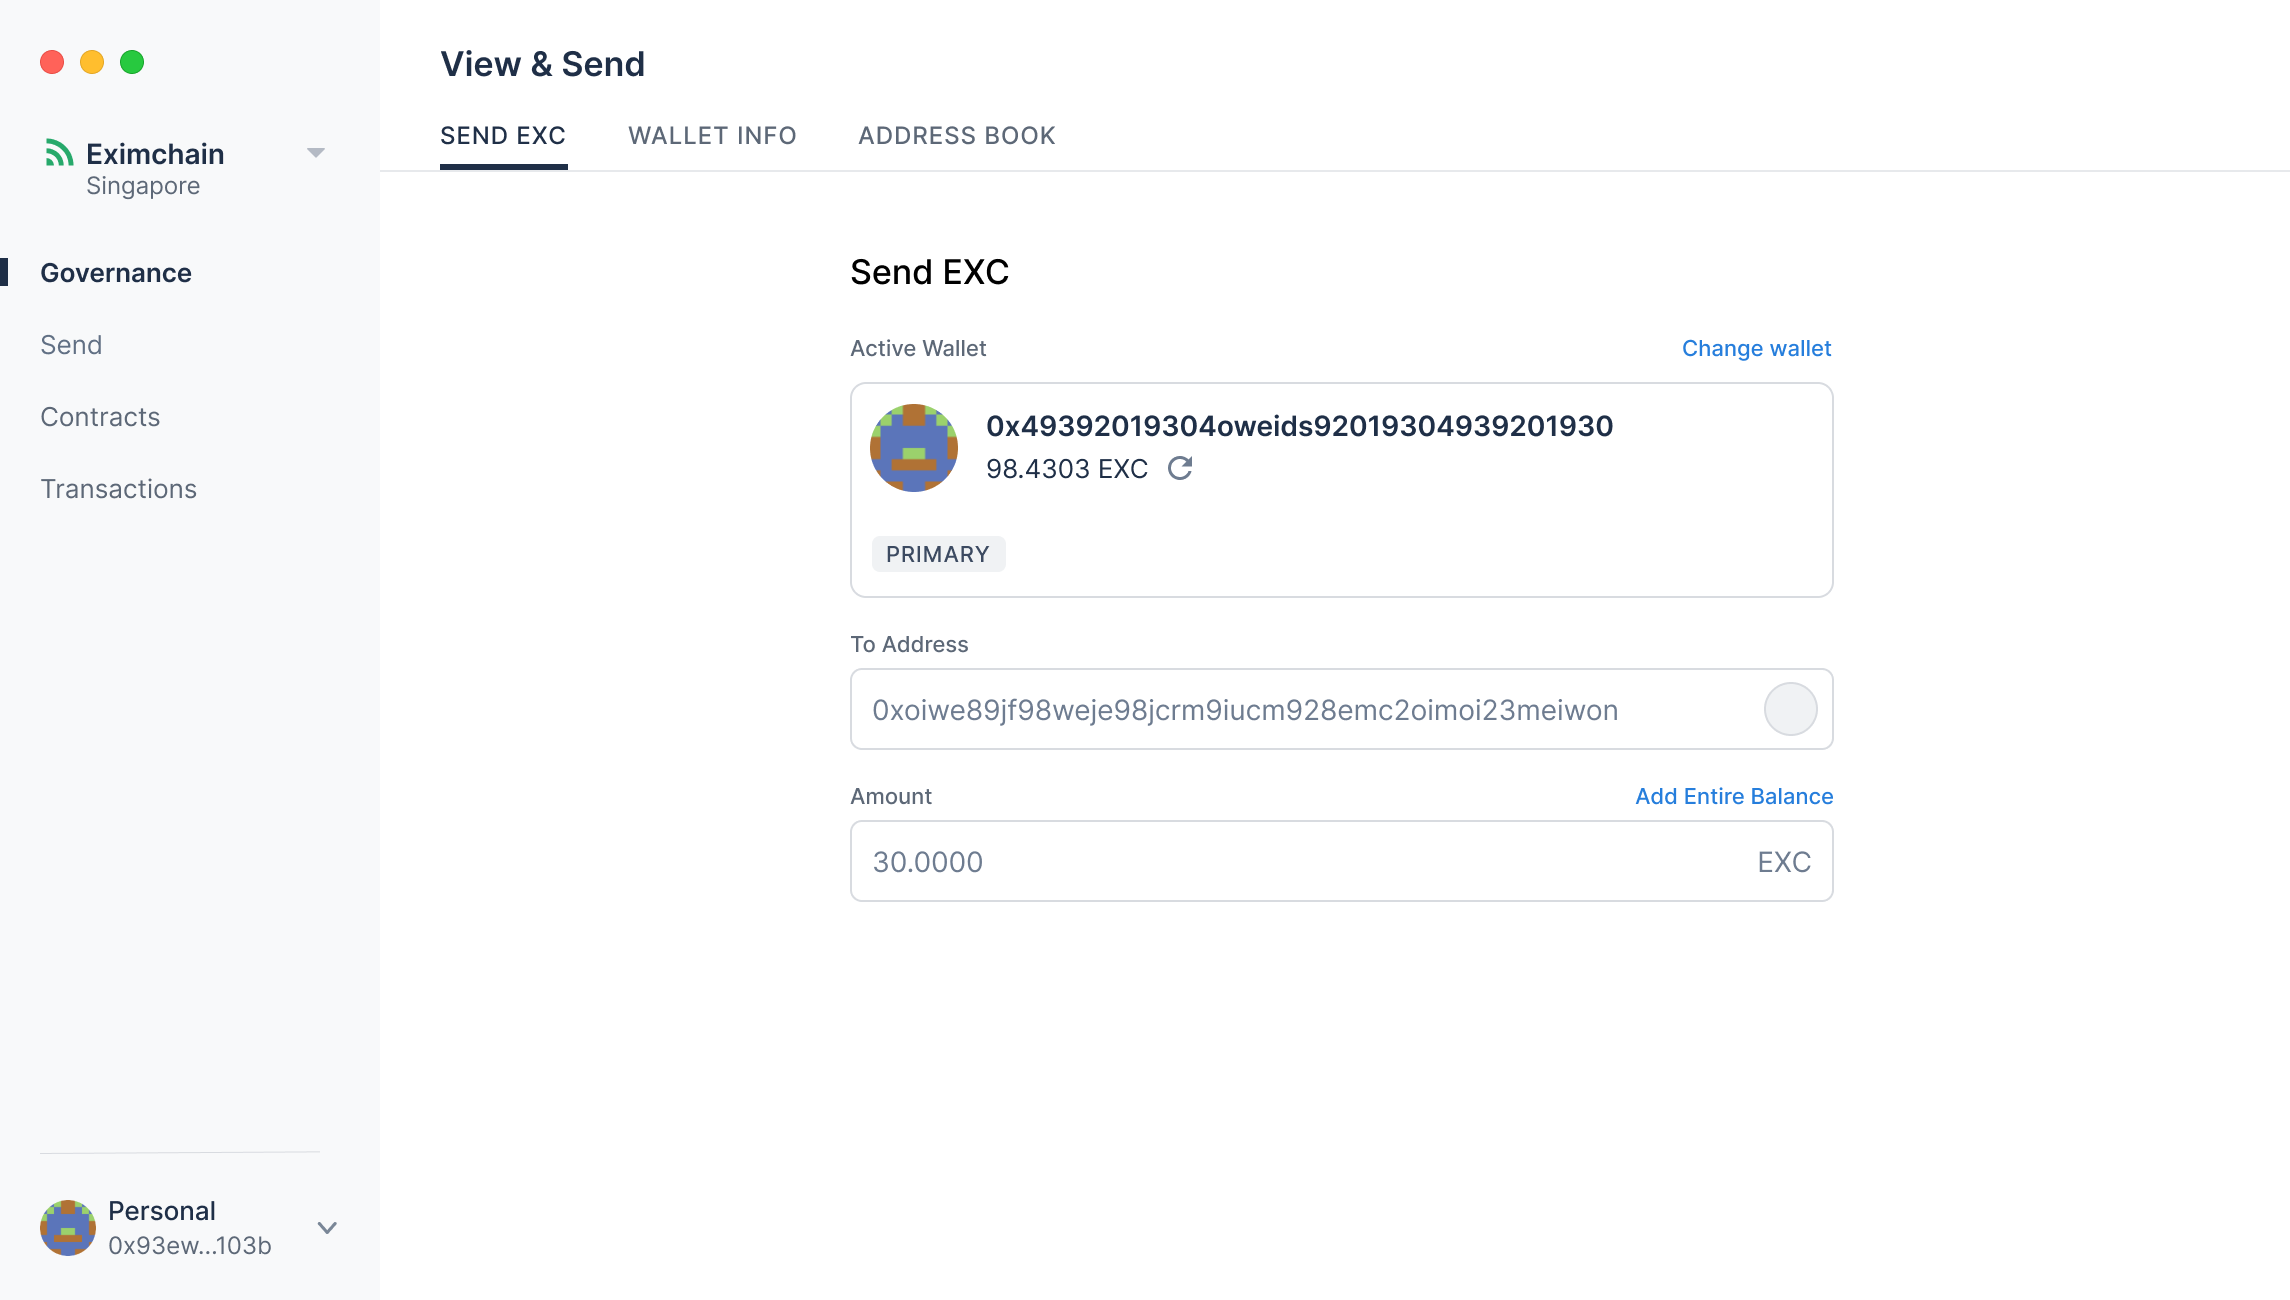 Eximchain
Singapore
Governance
Send
Contracts
Transactions
Personal
0x93ew...103b
View & Send
SEND EXC
WALLET INFO
ADDRESS BOOK
Send EXC
Active Wallet
Change wallet
0x49392019304oweids92019304939201930
98.4303 EXC
PRIMARY
To Address
0xoiwe89jf98weje98jcrm9iucm928emc2oimoi23meiwon
Amount
Add Entire Balance
30.0000
EXC